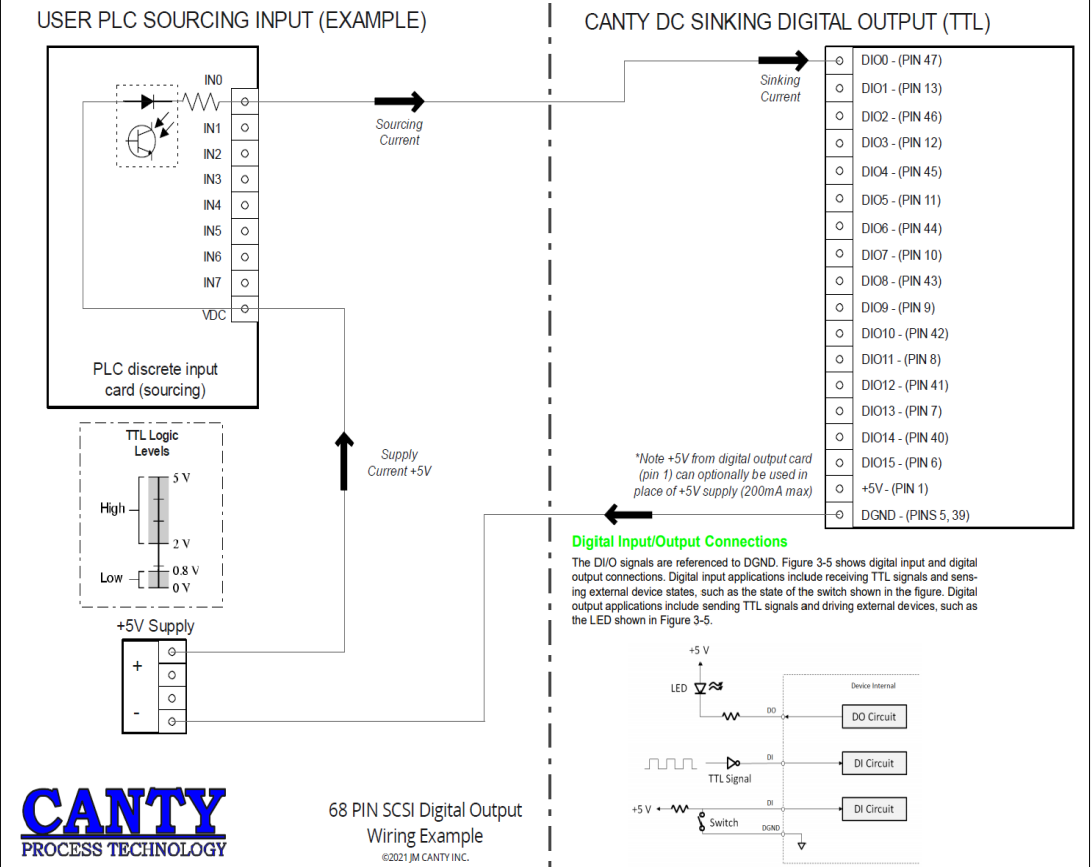 USER PLC SOURCING INPUT (EXAMPLE)
IN0
IN1
IN2
IN3
IN4
IN5
IN6
IN7
VDC
PLC discrete input
card (sourcing)
Sourcing
Current
TTL Logic
Levels
5 V
High
2 V
0.8 V
Low
0 V
Supply
Current +5V
+5V Supply
+
-
CANTY
PROCESS TECHNOLOGY
68 PIN SCSI Digital Output
Wiring Example
©2021 JM CANTY INC.
CANTY DC SINKING DIGITAL OUTPUT (TTL)
Sinking
Current
DIO0 - (PIN 47)
DIO1 - (PIN 13)
DIO2 - (PIN 46)
DIO3 - (PIN 12)
DIO4 - (PIN 45)
DIO5 - (PIN 11)
DIO6 - (PIN 44)
DIO7 - (PIN 10)
DIO8 - (PIN 43)
DIO9 - (PIN 9)
DIO10 - (PIN 42)
DIO11 - (PIN 8)
DIO12 - (PIN 41)
DIO13 - (PIN 7)
DIO14 - (PIN 40)
DIO15 - (PIN 6)
+5V - (PIN 1)
DGND - (PINS 5, 39)
*Note +5V from digital output card
(pin 1) can optionally be used in
place of +5V supply (200mA max)
Digital Input/Output Connections
The DI/O signals are referenced to DGND. Figure 3-5 shows digital input and digital
output connections. Digital input applications include receiving TTL signals and sens-
ing external device states, such as the state of the switch shown in the figure. Digital
output applications include sending TTL signals and driving external devices, such as
the LED shown in Figure 3-5.
+5 V
LED
Device Internal
DO
DO Circuit
DI
DI Circuit
TTL Signal
+5 V
DI
DI Circuit
Switch
DGND